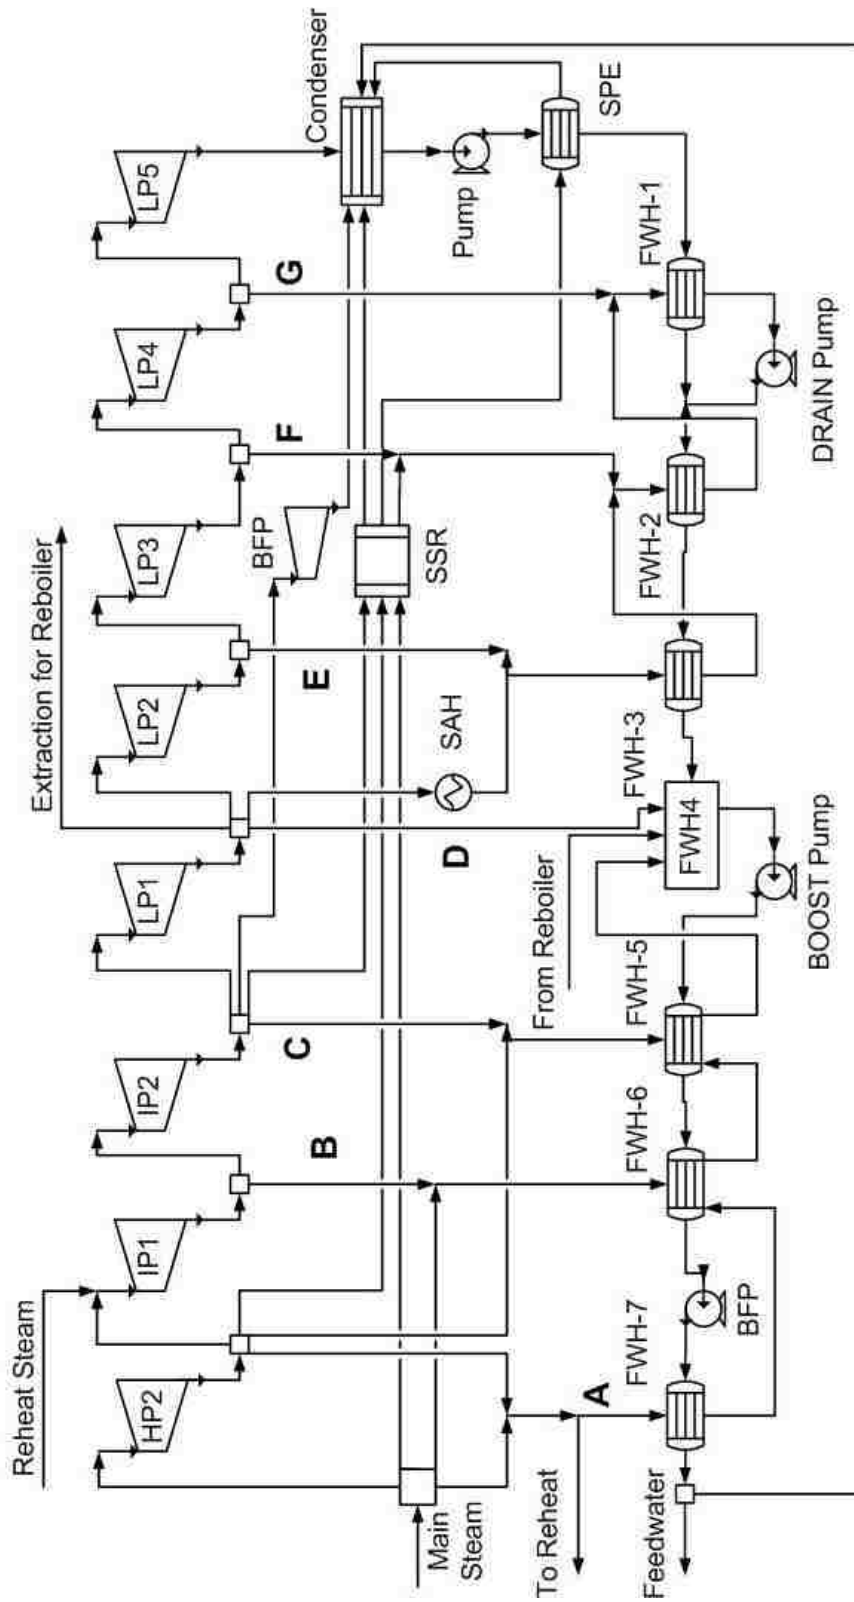 Reheat Steam
Extraction for Reboiler
HP2
IP1
IP2
LP1
LP2
LP3
LP4
LP5
Condenser
BFP
SSR
Pump
SPE
Main
Steam
A
B
C
D
E
F
G
SAH
To Reheat
From Reboiler
Feedwater
FWH-7
BFP
FWH-6
FWH-5
BOOST Pump
FWH4
FWH-3
FWH-2
DRAIN Pump
FWH-1